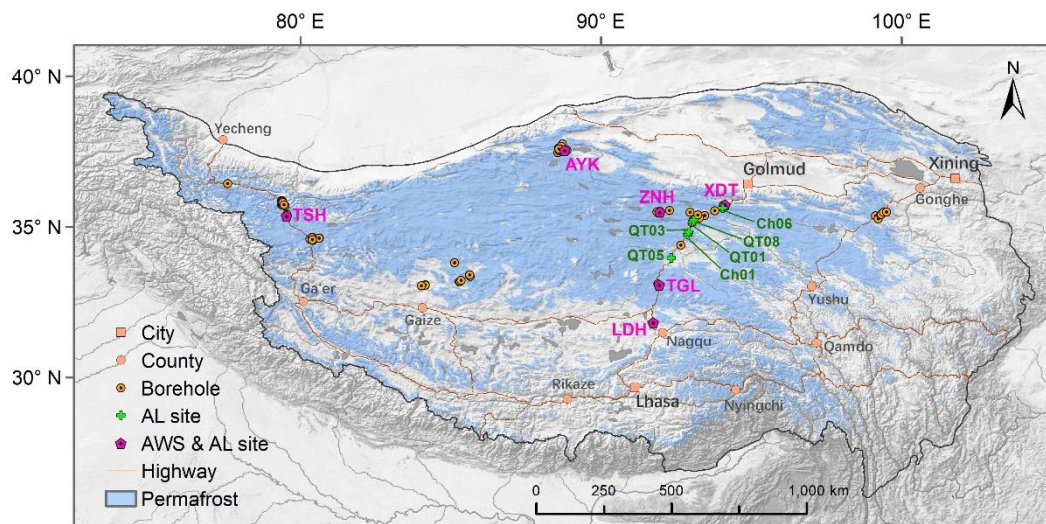 80° E
90° E
100° E
40° N
35° N
30° N
N
Yecheng
AYK
Golmud
Xining
Gonghe
TSH
ZNH
XDT
Ch06
QT03
QT08
QT01
QT05
Ch01
Ga'er
TGL
Yushu
Gaize
LDH
Nagqu
Qamdo
Rikaze
Lhasa
Nyingchi
City
County
Borehole
AL site
AWS & AL site
Highway
Permafrost
0 250 500 1,000 km